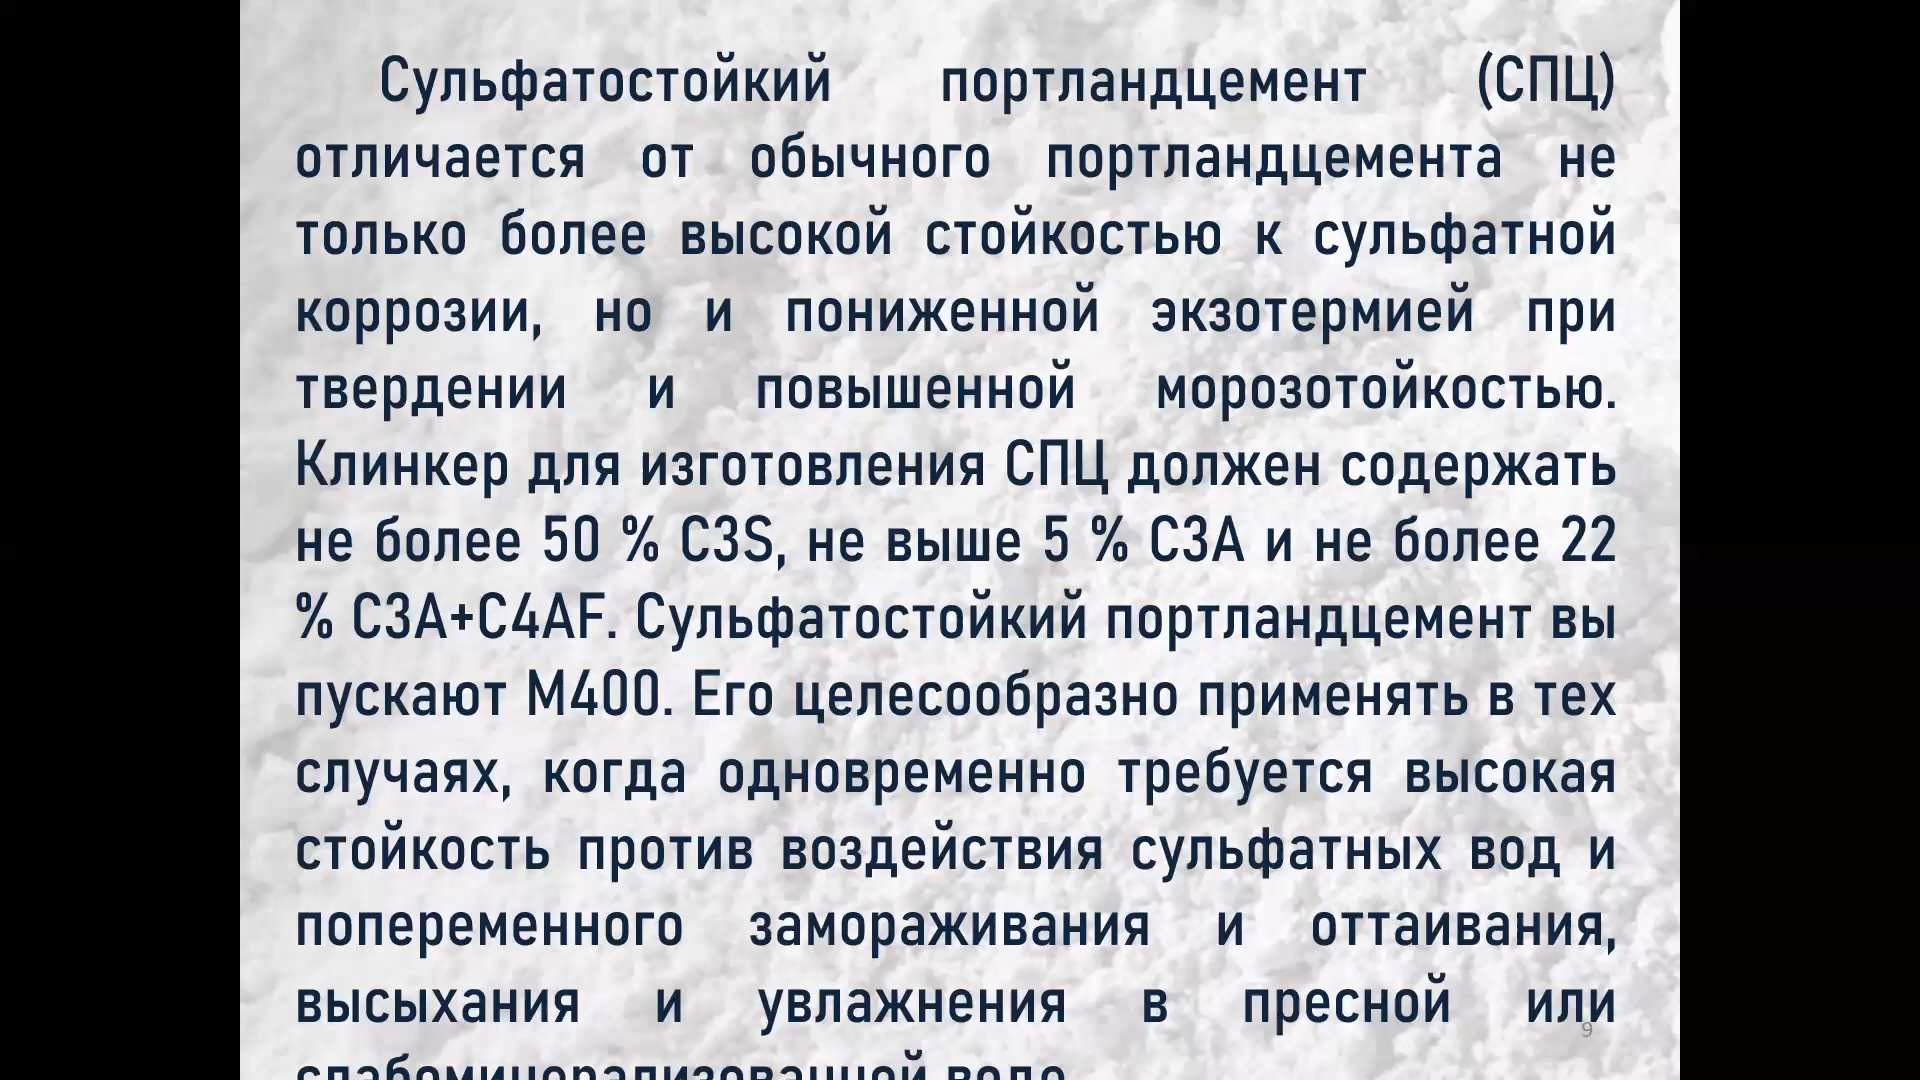 Сульфатостойкий портландцемент (СПЦ)
отличается от обычного портландцемента не
только более высокой стойкостью к сульфатной
коррозии, но и пониженной экзотермией при
твердении и повышенной морозотойкостью.
Клинкер для изготовления СПЦ должен содержать
не более 50 % C3S, не выше 5 % C3A и не более 22
% C3A+C4AF. Сульфатостойкий портландцемент вы
пускают М400. Его целесообразно применять в тех
случаях, когда одновременно требуется высокая
стойкость против воздействия сульфатных вод и
попеременного замораживания и оттаивания,
высыхания и увлажнения в пресной или
слабоминерализованной воде.
9